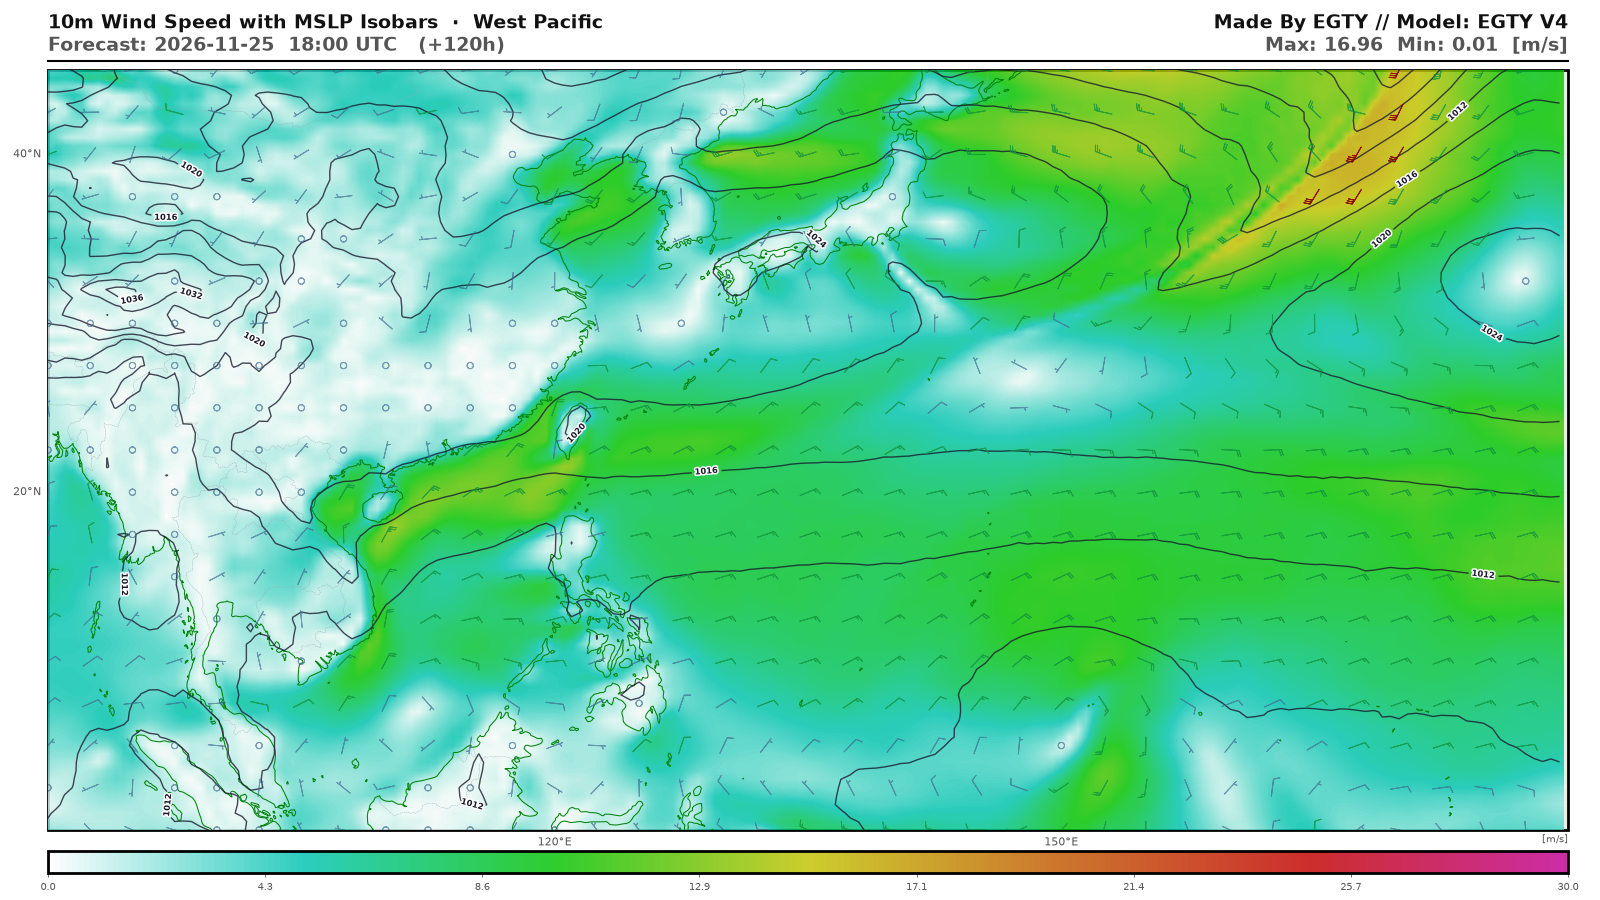 10m Wind Speed with MSLP Isobars · West Pacific
Made By EGTY // Model: EGTY V4
Forecast: 2026-11-25 18:00 UTC (+120h)
Max: 16.96 Min: 0.01 [m/s]
1012
40°N
1020
1016
1016
1024
1020
1032
1036
1024
1020
1020
1016
20°N
1012
1012
1012
1012
120°E
150°E
[m/s]
0.0
4.3
8.6
12.9
17.1
21.4
25.7
30.0